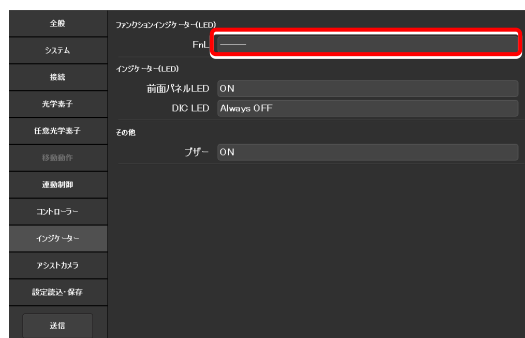 全般
システム
接続
光学素子
任意光学素子
移動動作
連動制御
コントローラー
インジケーター
アシストカメラ
設定読込・保存
送信
ファンクションインジケーター(LED)
FnL ―――
インジケーター(LED)
前面パネルLED ON
DIC LED Always OFF
その他
ブザー ON